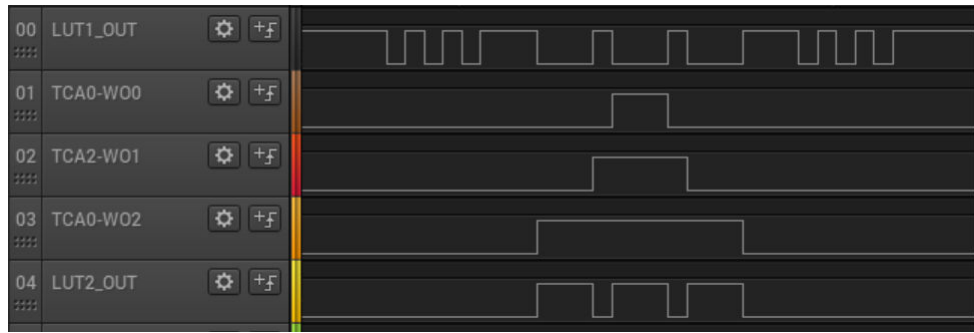 00 LUT1_OUT
01 TCA0-WO0
02 TCA2-WO1
03 TCA0-WO2
04 LUT2_OUT